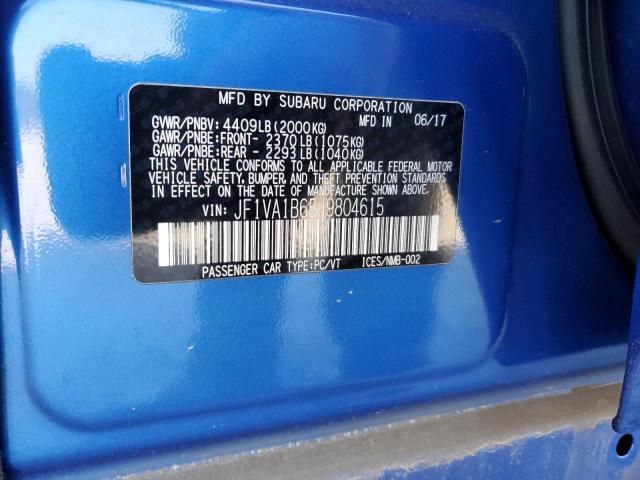 MFD BY SUBARU CORPORATION
GVWR/PNBV: 4409LB(2000KG) MFD IN 06/17
GAWR/PNBE:FRONT- 2370LB(1075KG)
GAWR/PNBE:REAR - 2293LB(1040KG)
THIS VEHICLE CONFORMS TO ALL APPLICABLE FEDERAL MOTOR
VEHICLE SAFETY, BUMPER, AND THEFT PREVENTION STANDARDS
IN EFFECT ON THE DATE OF MANUFACTURE SHOWN ABOVE.
VIN:
PASSENGER CAR TYPE:PC/VT ICES/NMB-002